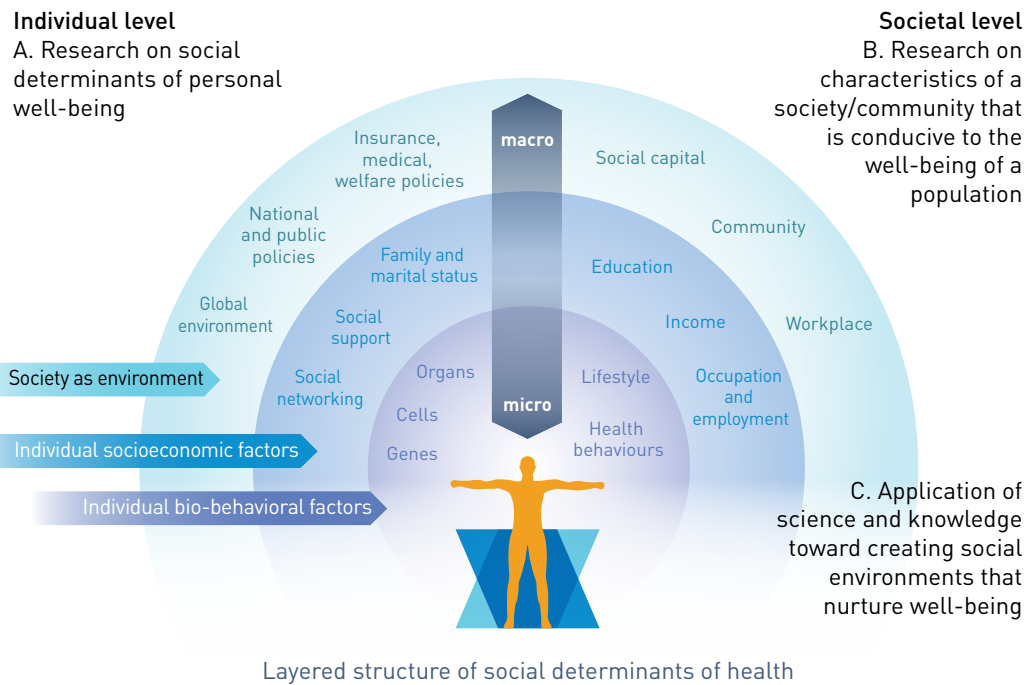 Individual level
A. Research on social
determinants of personal
well-being
Societal level
B. Research on
characteristics of a
society/community that
is conducive to the
well-being of a
population
macro
Insurance,
medical,
welfare policies
Social capital
National
and public
policies
Community
Global
environment
Workplace
Family and
marital status
Education
Social
support
Income
Social
networking
Occupation
and
employment
Organs
Lifestyle
Cells
Genes
Health
behaviours
micro
Society as environment
Individual socioeconomic factors
Individual bio-behavioral factors
C. Application of
science and knowledge
toward creating social
environments that
nurture well-being
Layered structure of social determinants of health